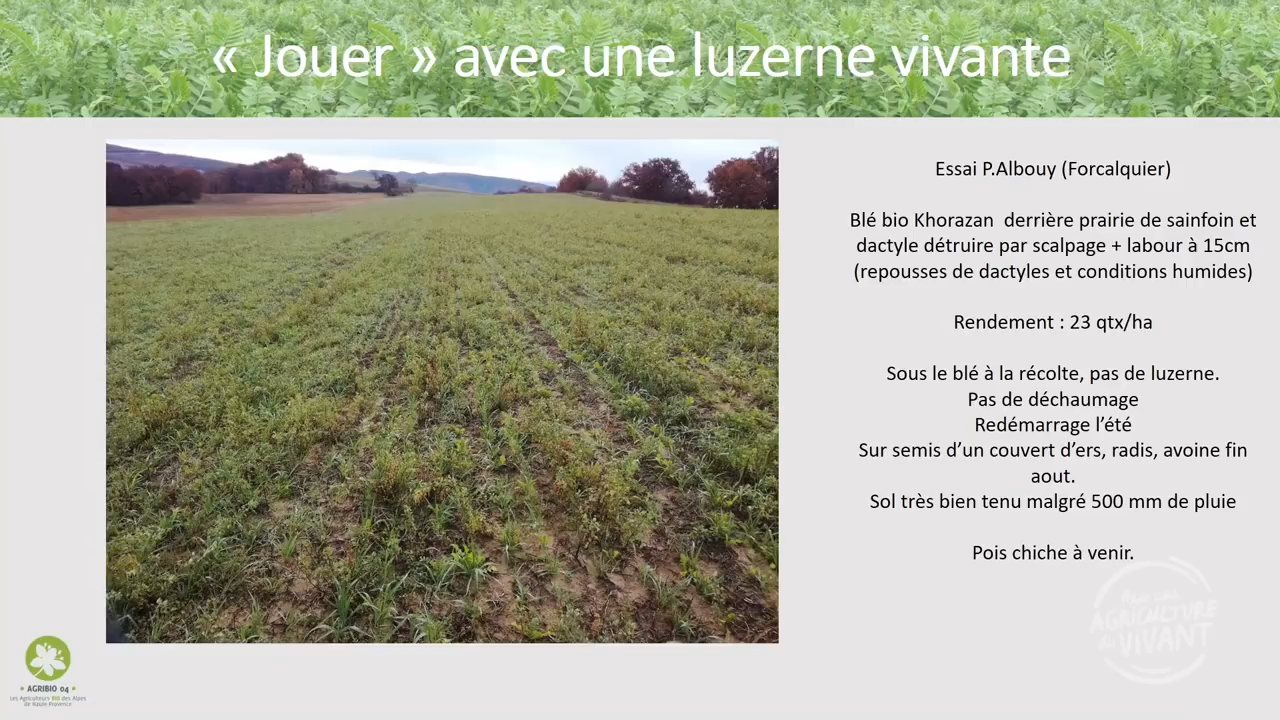 « Jouer » avec une luzerne vivante
Essai P.Albouy (Forcalquier)
Blé bio Khorazan derrière prairie de sainfoin et
dactyle détruire par scalpage + labour à 15cm
(repousses de dactyles et conditions humides)
Rendement : 23 qtx/ha
Sous le blé à la récolte, pas de luzerne.
Pas de déchaumage
Redémarrage l’été
Sur semis d’un couvert d’ers, radis, avoine fin
aout.
Sol très bien tenu malgré 500 mm de pluie
Pois chiche à venir.
Pour une
AGRICULTURE
du VIVANT
• AGRIBIO 04 •
Les Agriculteurs BIO des Alpes
de Haute-Provence